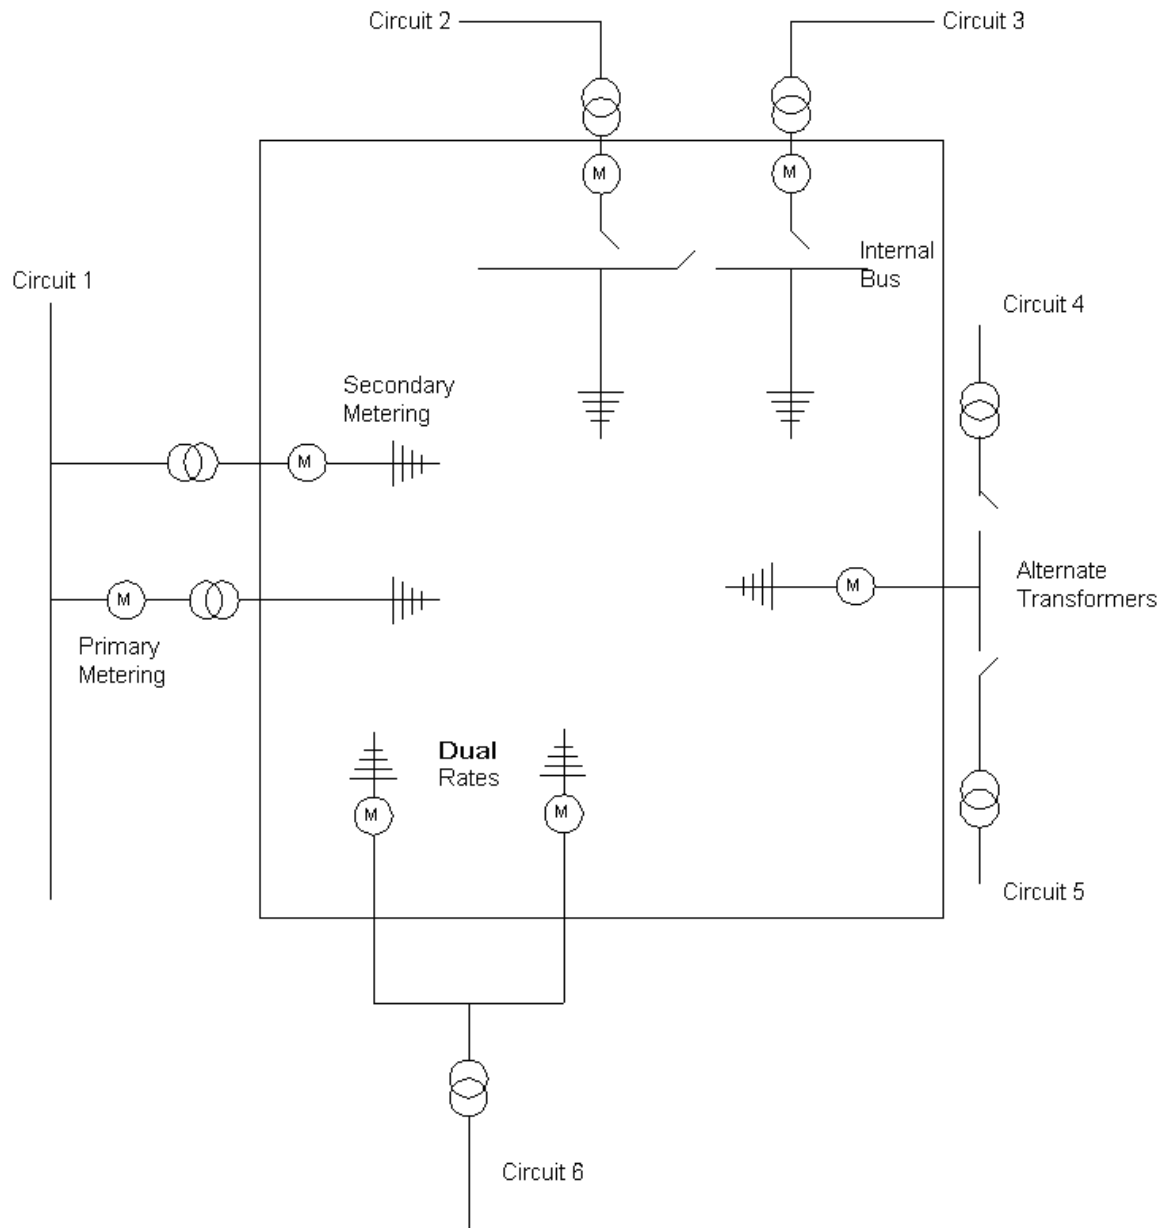 Circuit 2
Circuit 3
M
M
Internal
Bus
Circuit 1
Circuit 4
Secondary
Metering
M
M
M
Alternate
Transformers
Primary
Metering
Dual
Rates
M
M
Circuit 5
Circuit 6